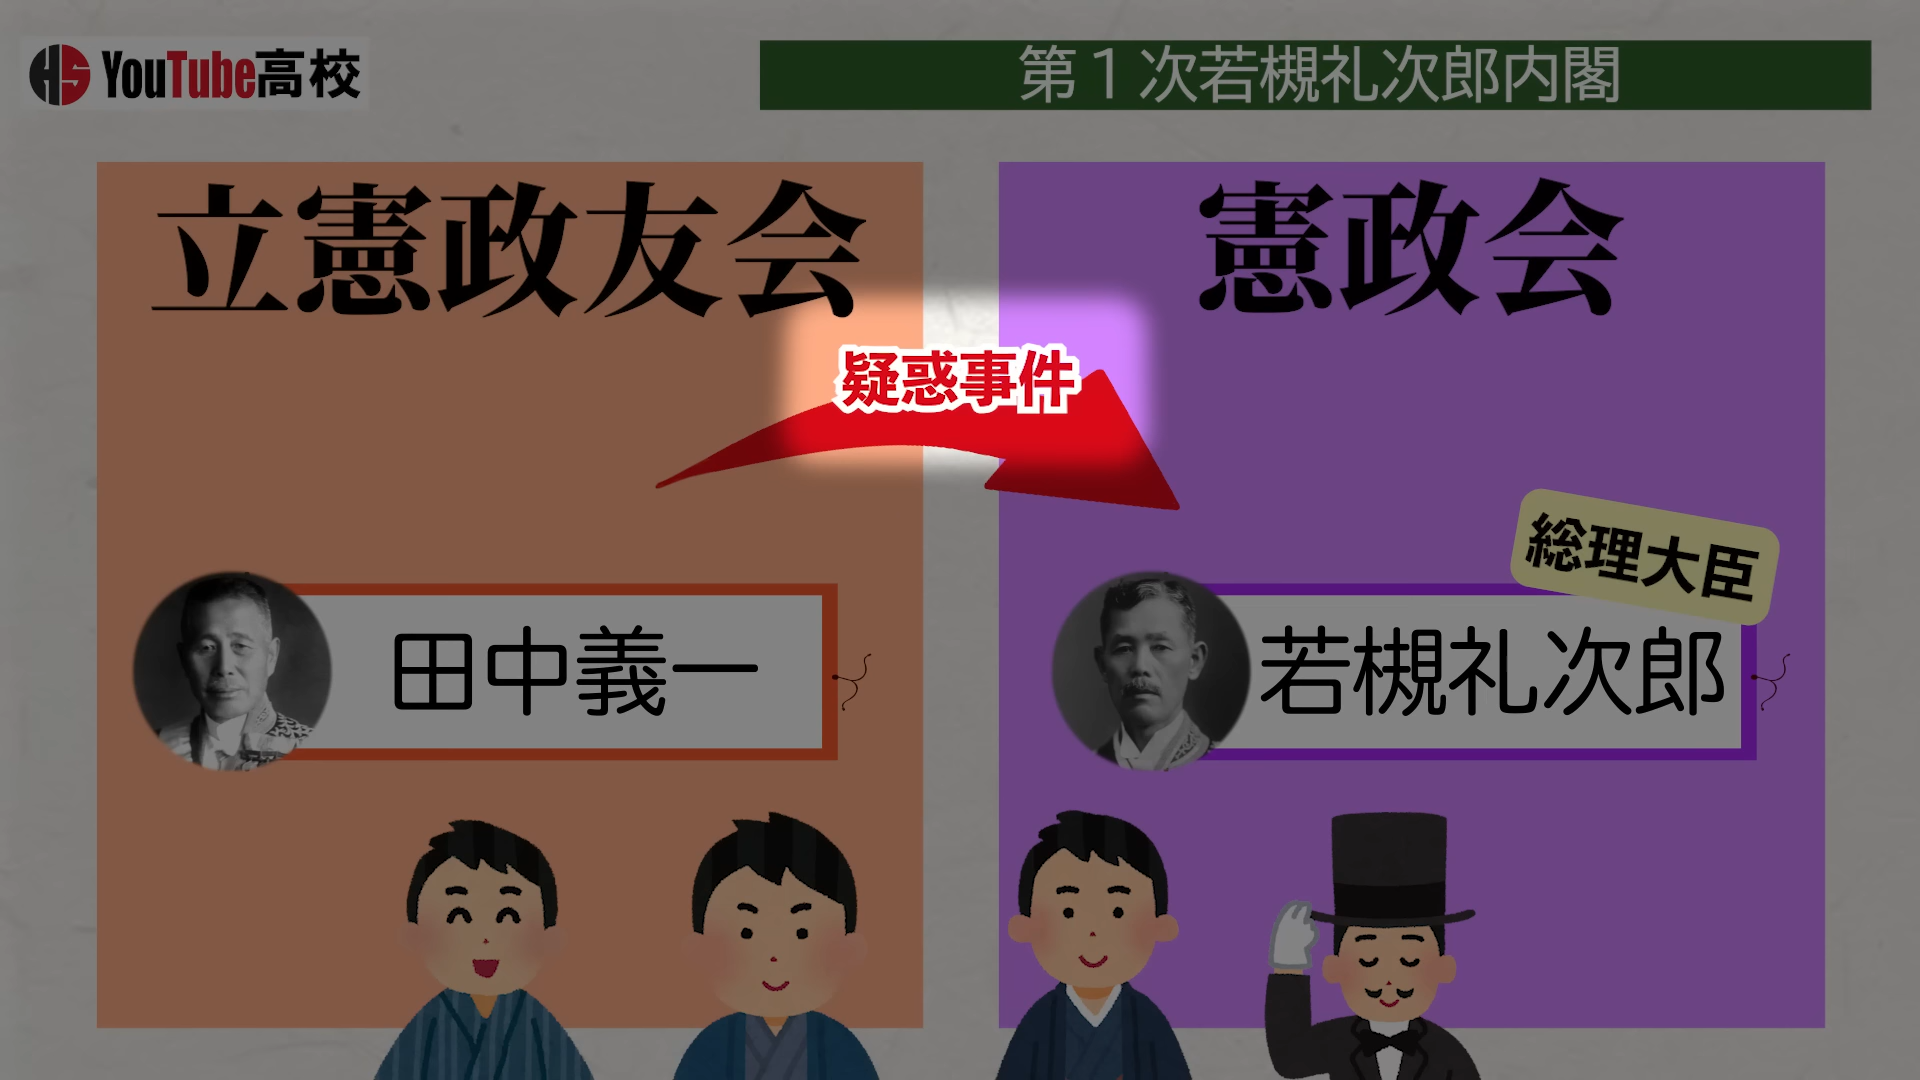 YouTube高校
第１次若槻礼次郎内閣
立憲政友会
憲政会
疑惑事件
総理大臣
田中義一
若槻礼次郎